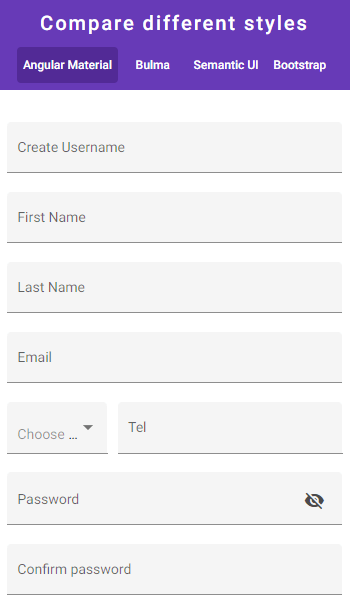 Compare different styles
Angular Material Bulma Semantic UI Bootstrap
Create Username
First Name
Last Name
Email
Choose ... Tel
Password
Confirm password